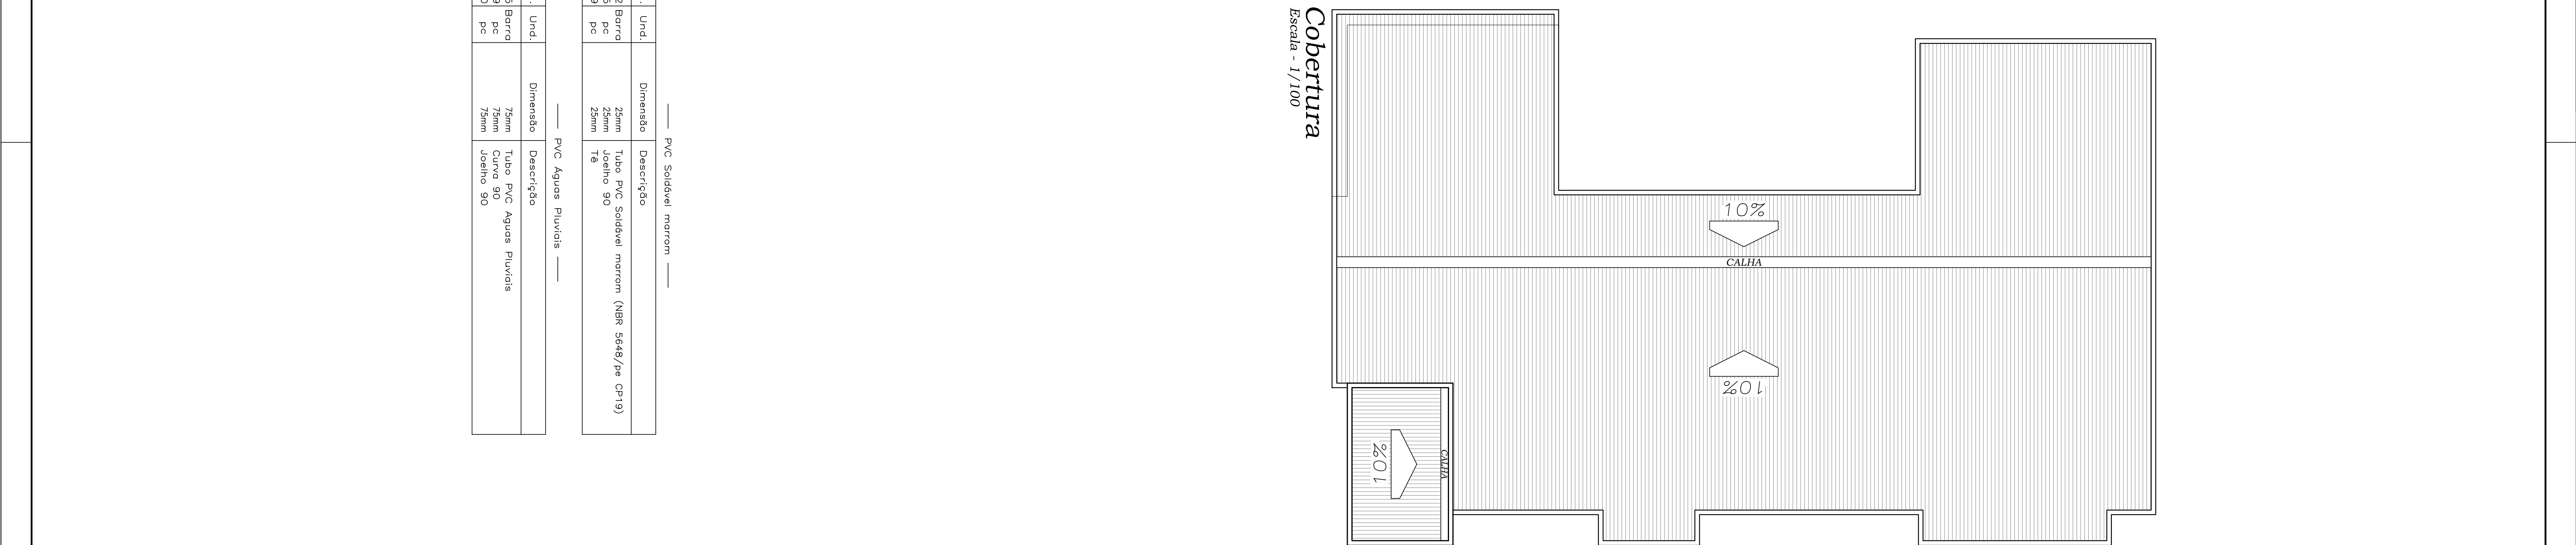 Cobertura
Escala - 1/100
10%
CALHA
10%
10%
CALHA
PVC Soldável marrom
Und. Dimensão Descrição
Barra 25mm Tubo PVC Soldável marrom (NBR 5648/pe CP19)
pc 25mm Joelho 90
pc 25mm Tê
PVC Águas Pluviais
Und. Dimensão Descrição
Barra 75mm Tubo PVC Aguas Pluviais
pc 75mm Curva 90
pc 75mm Joelho 90